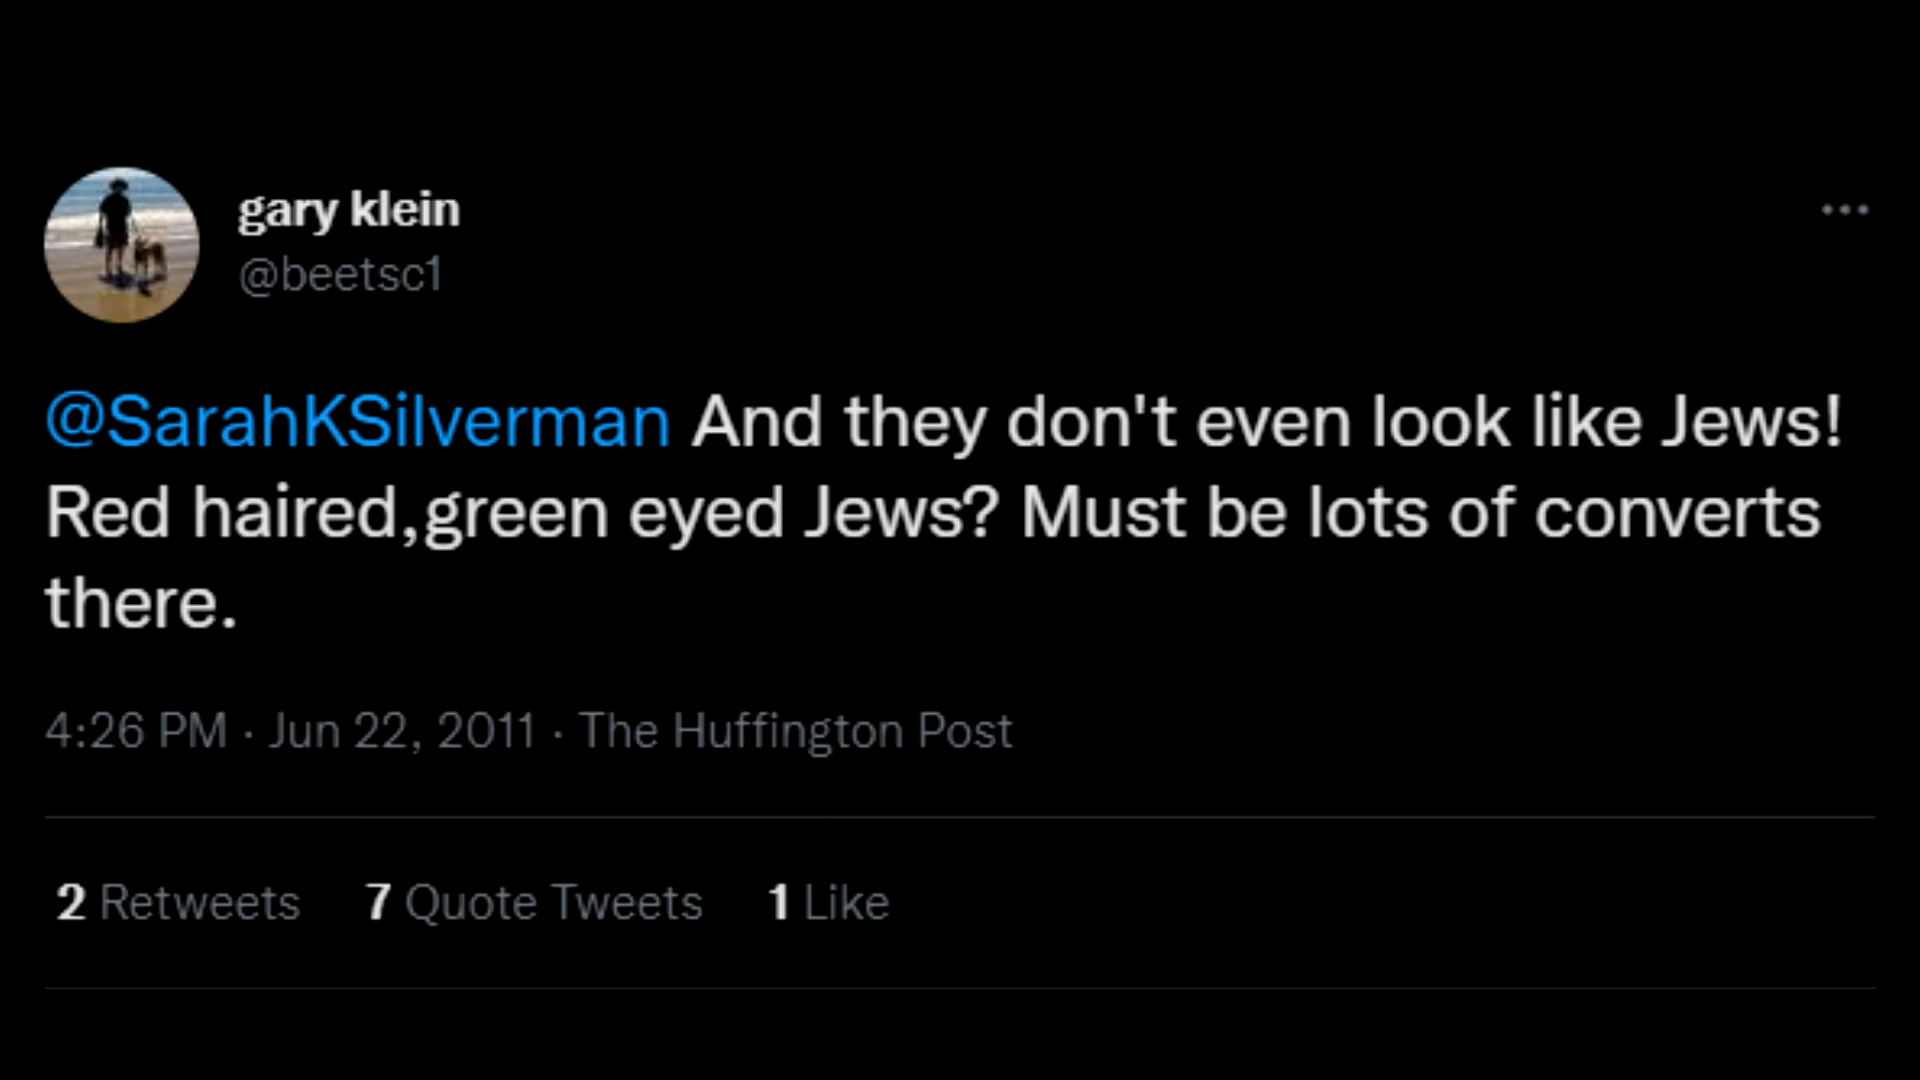 gary klein
@beetsc1
@SarahKSilverman And they don't even look like Jews!
Red haired,green eyed Jews? Must be lots of converts
there.
4:26 PM · Jun 22, 2011 · The Huffington Post
2 Retweets 7 Quote Tweets 1 Like